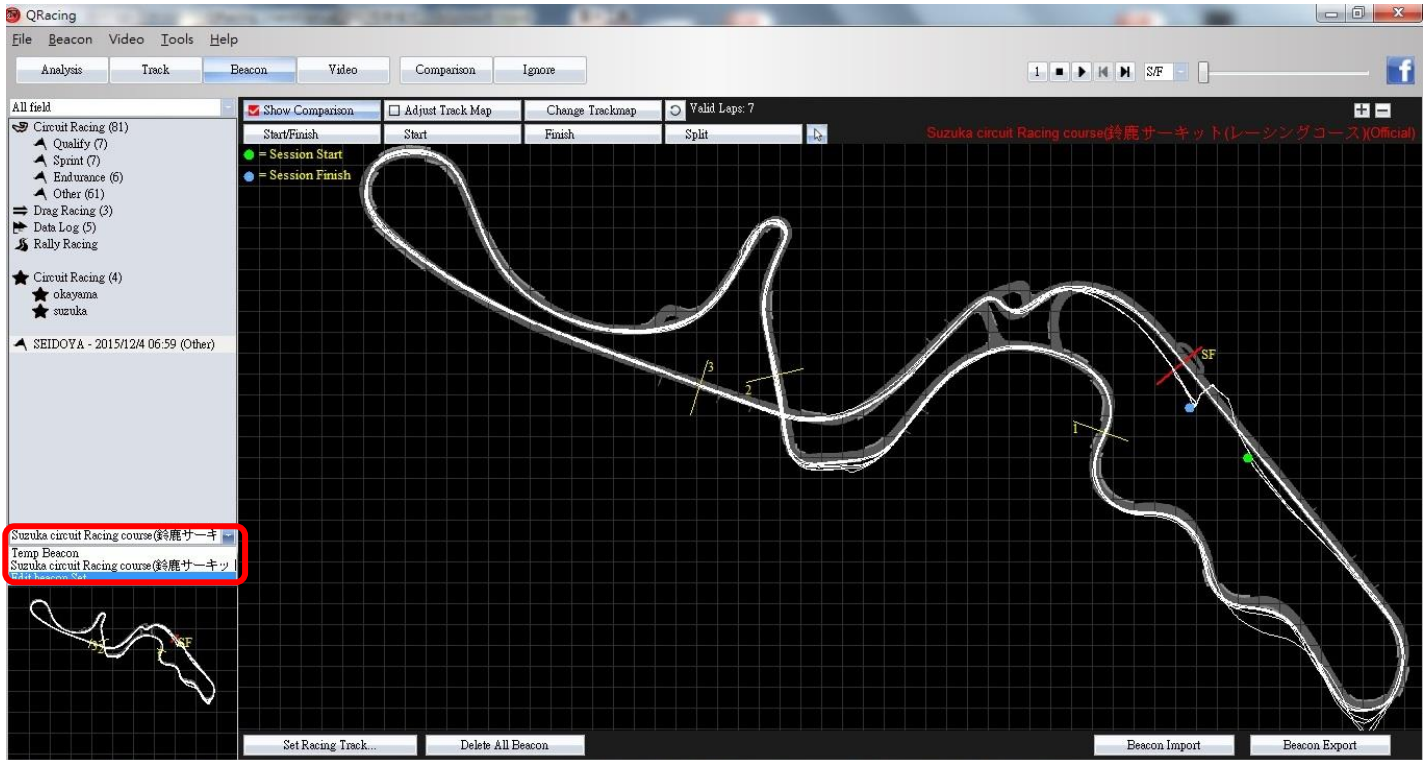 QRacing
File Beacon Video Tools Help
Analysis Track Beacon Video Comparison Ignore
1 S/F
All field
Circuit Racing (81)
Qualify (7)
Sprint (7)
Endurance (6)
Other (61)
Drag Racing (3)
Data Log (5)
Rally Racing
Circuit Racing (4)
okayama
suzuka
SEIDOYA - 2015/12/4 06:59 (Other)
Suzuka circuit Racing course(鈴鹿サーキ
Temp Beacon
Suzuka circuit Racing course(鈴鹿サーキッ
Edit beacon Set
32
SF
Show Comparison Adjust Track Map Change Trackmap Valid Laps: 7
Start/Finish Start Finish Split
Suzuka circuit Racing course(鈴鹿サーキット(レーシングコース)(Official)
= Session Start
= Session Finish
SF
3
2
1
Set Racing Track... Delete All Beacon Beacon Import Beacon Export